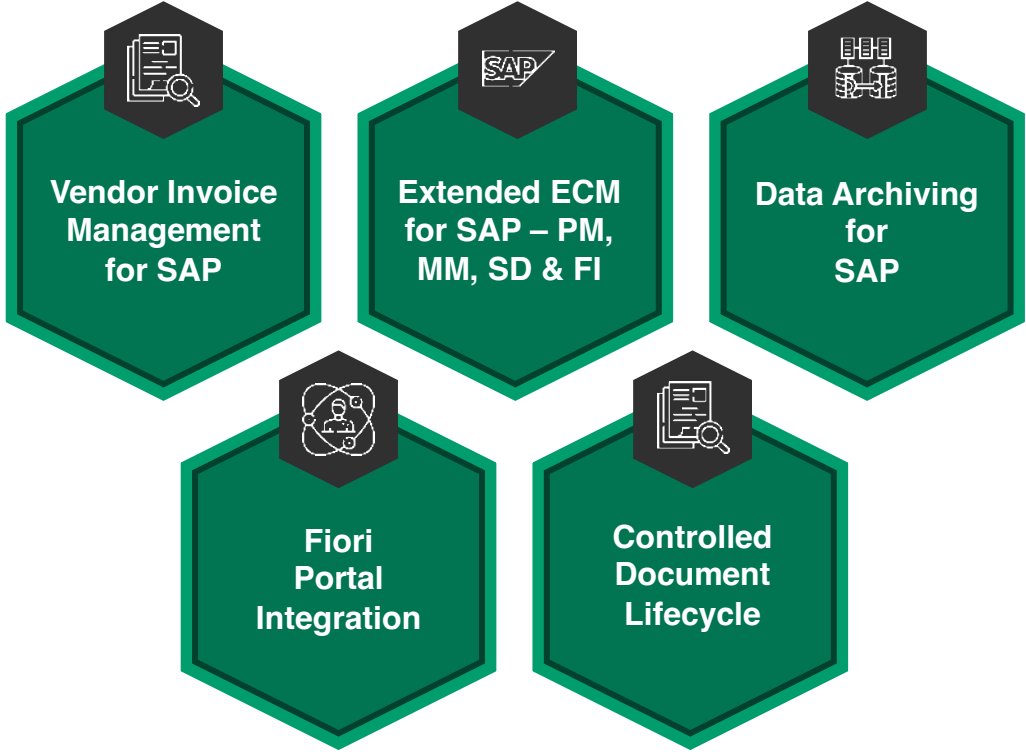 SAP
Vendor Invoice
Management
for SAP
Extended ECM
for SAP – PM,
MM, SD & FI
Data Archiving
for
SAP
Fiori
Portal
Integration
Controlled
Document
Lifecycle